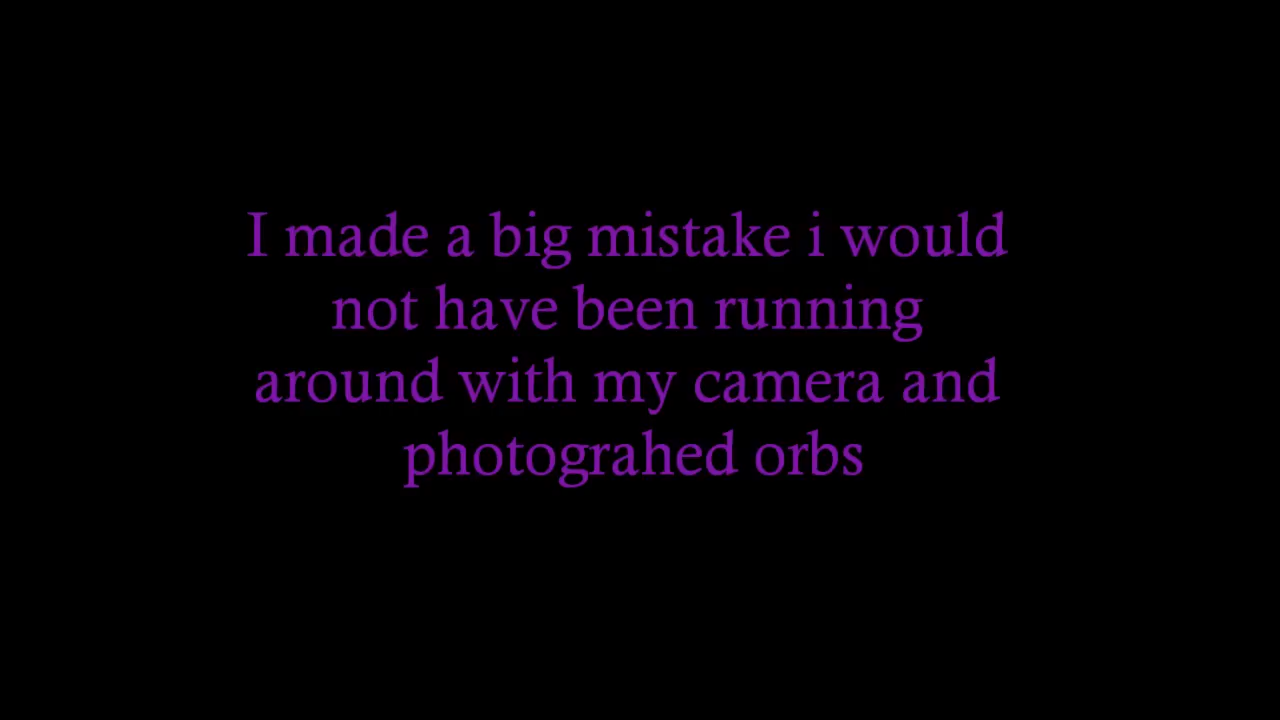 I made a big mistake i would
not have been running
around with my camera and
photograhed orbs